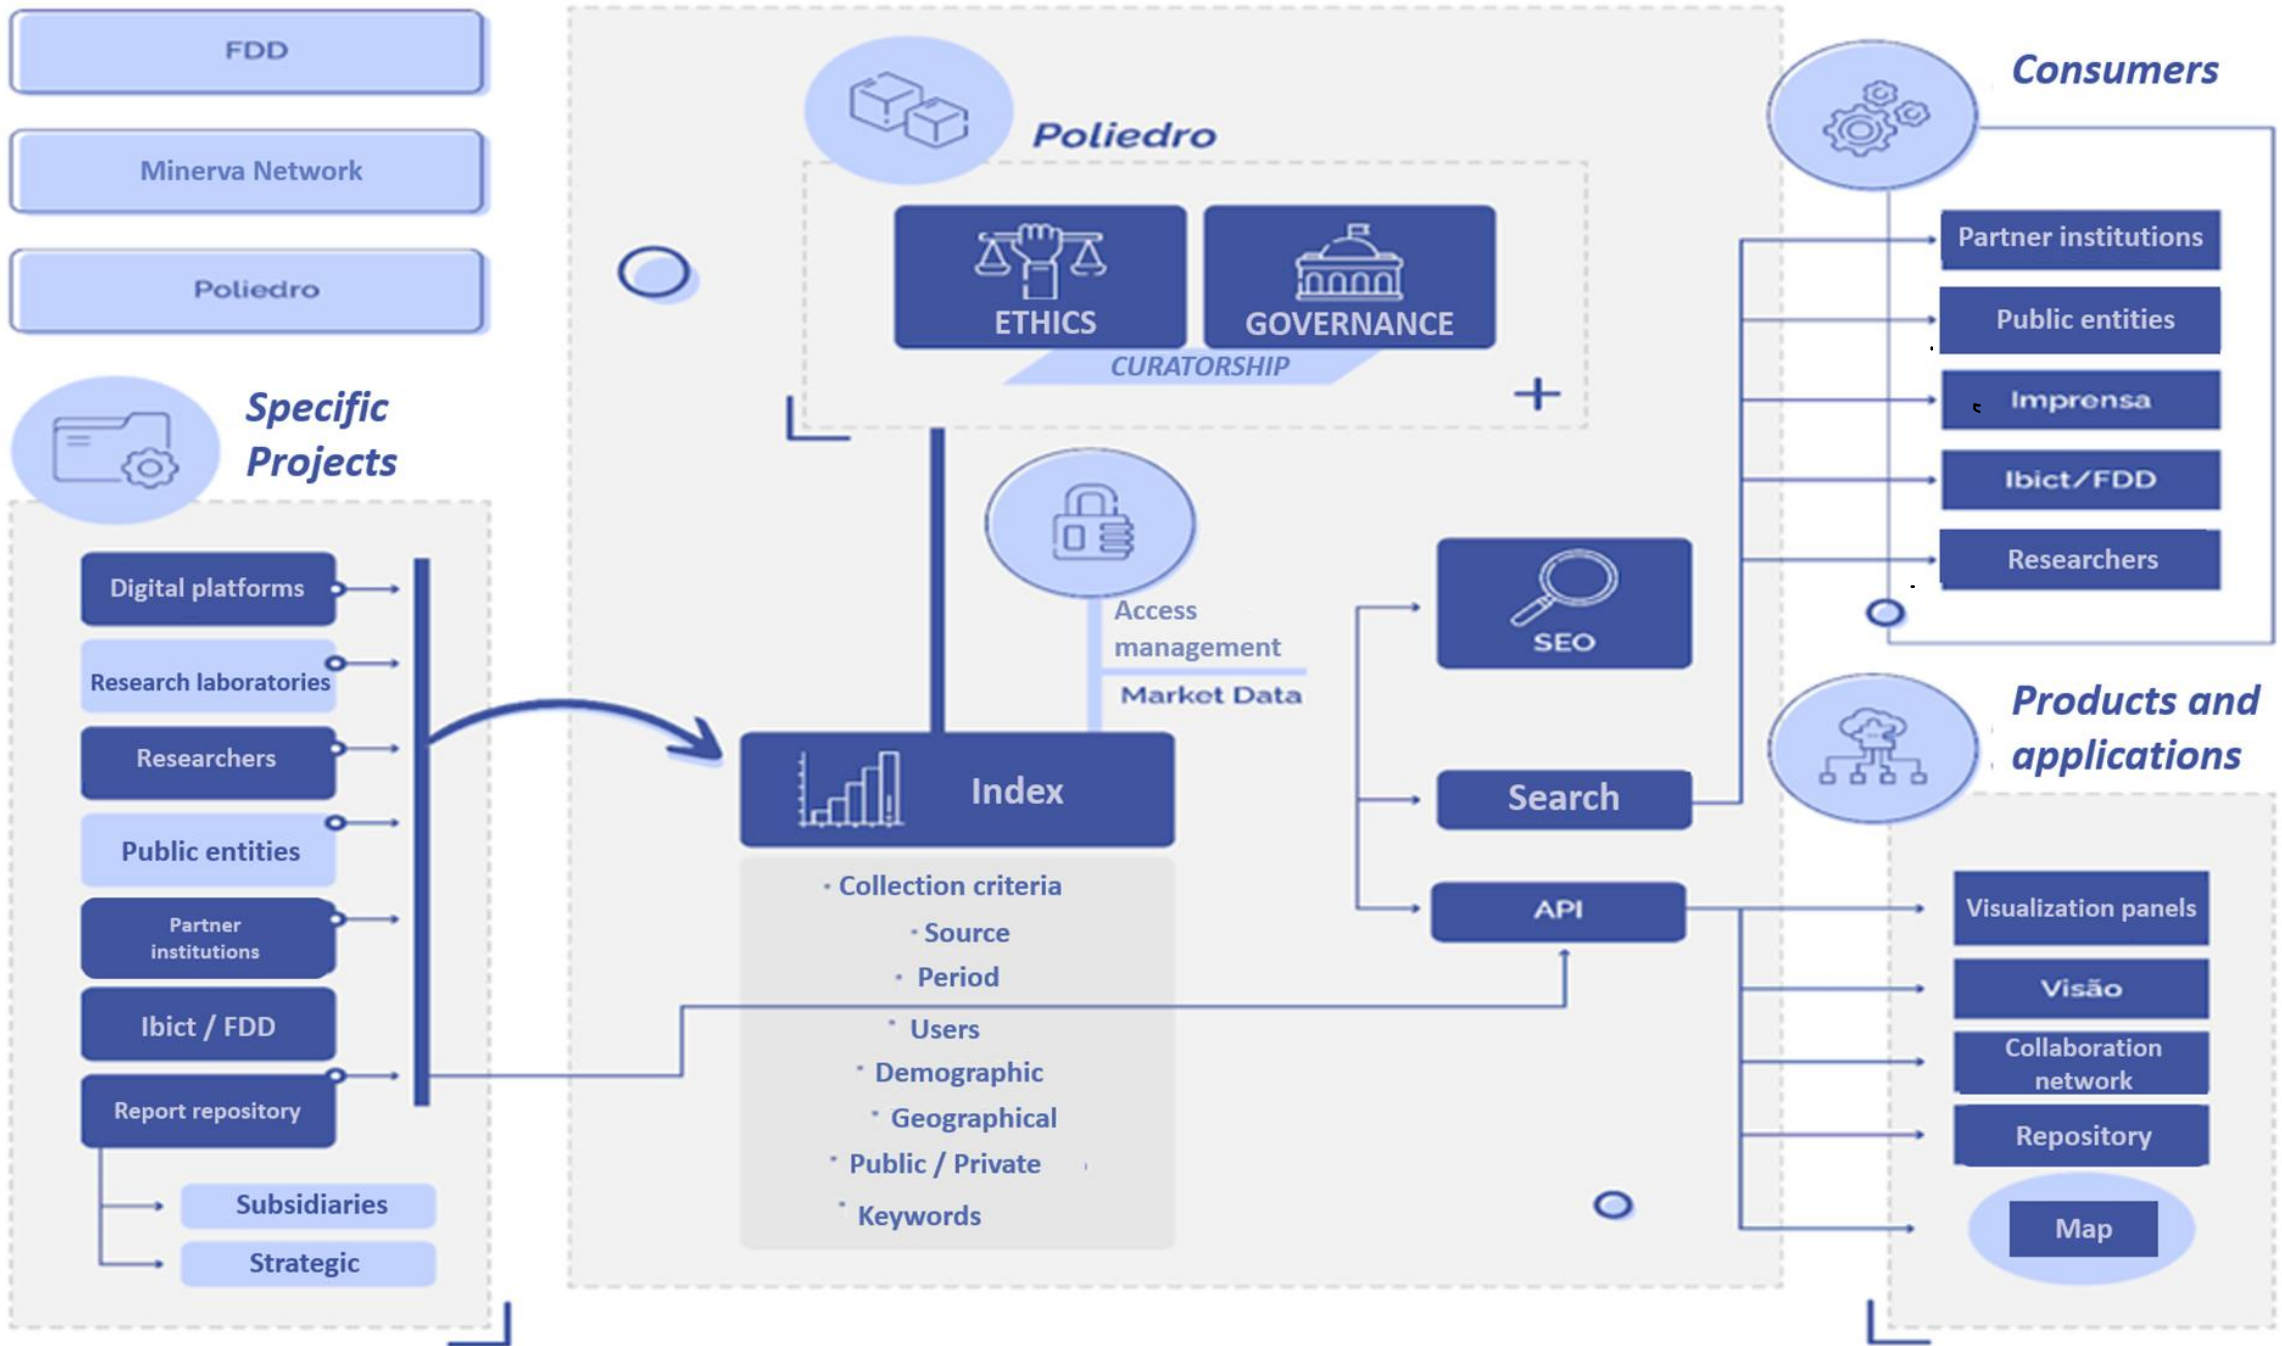 FDD
Minerva Network
Poliedro
Specific
Projects
Digital platforms
Research laboratories
Researchers
Public entities
Partner
institutions
Ibict / FDD
Report repository
Subsidiaries
Strategic
Poliedro
ETHICS
GOVERNANCE
CURATORSHIP
Access
management
Market Data
Index
· Collection criteria
· Source
· Period
· Users
· Demographic
· Geographical
· Public / Private
· Keywords
SEO
Search
API
Consumers
Partner institutions
Public entities
Imprensa
Ibict/FDD
Researchers
Products and
applications
Visualization panels
Visão
Collaboration
network
Repository
Map